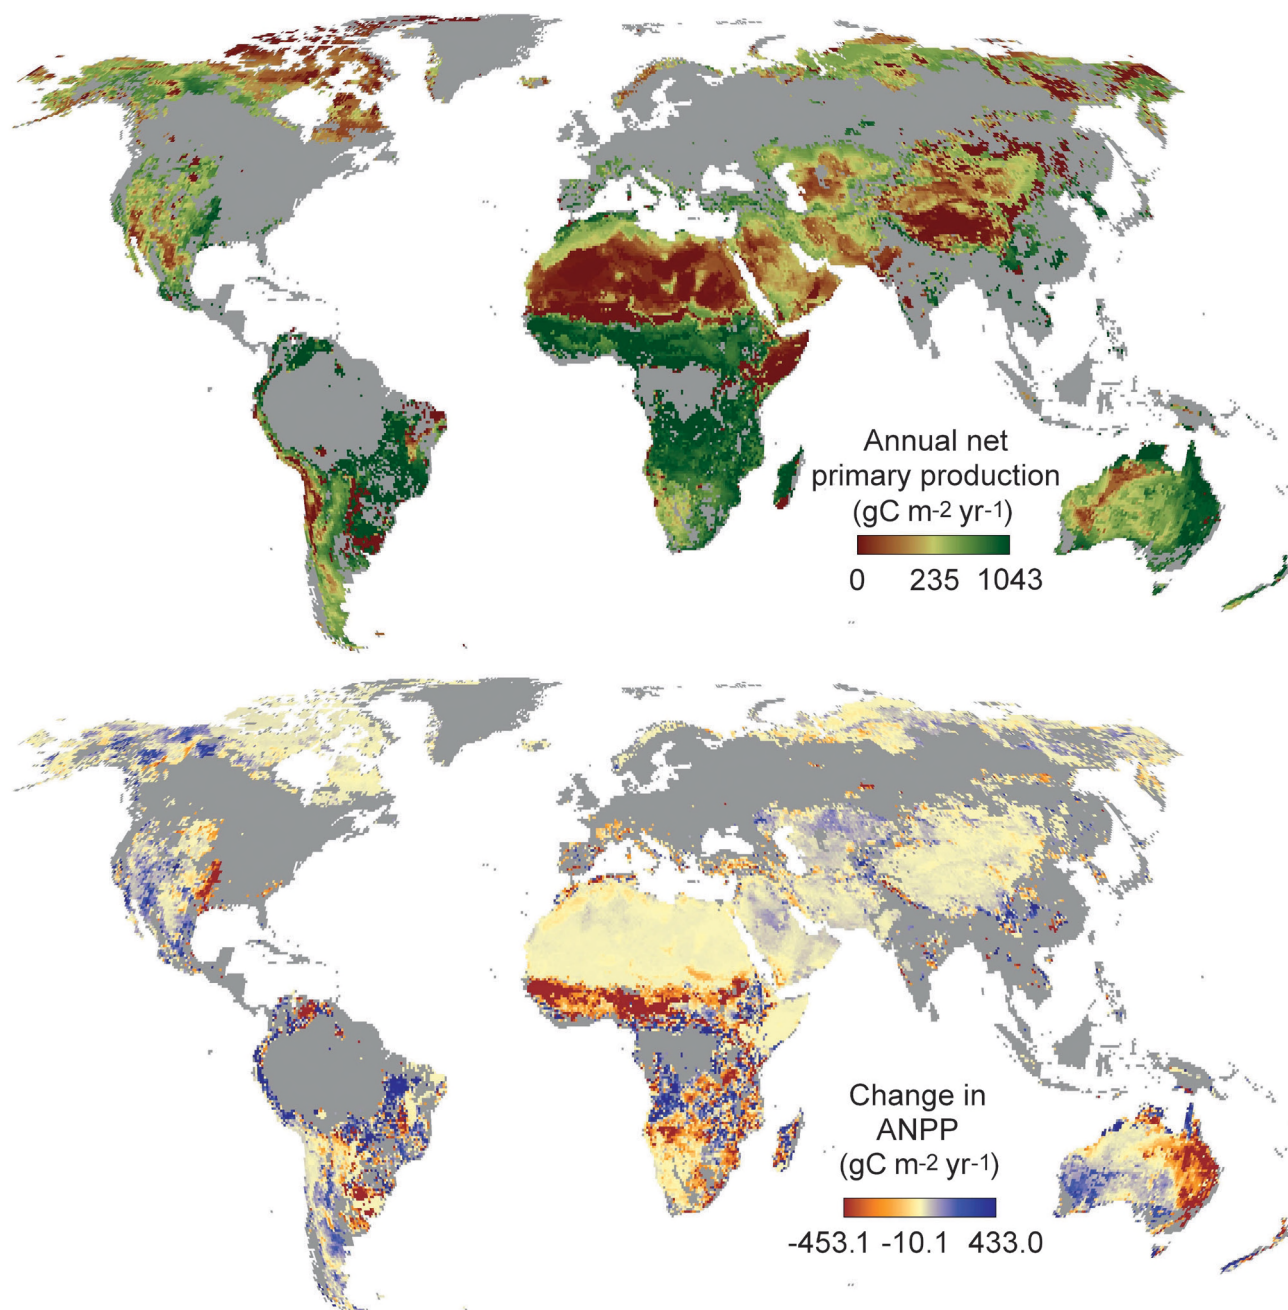 Annual net
primary production
(gC m-2 yr-1)
0 235 1043
Change in
ANPP
(gC m-2 yr-1)
-453.1 -10.1 433.0